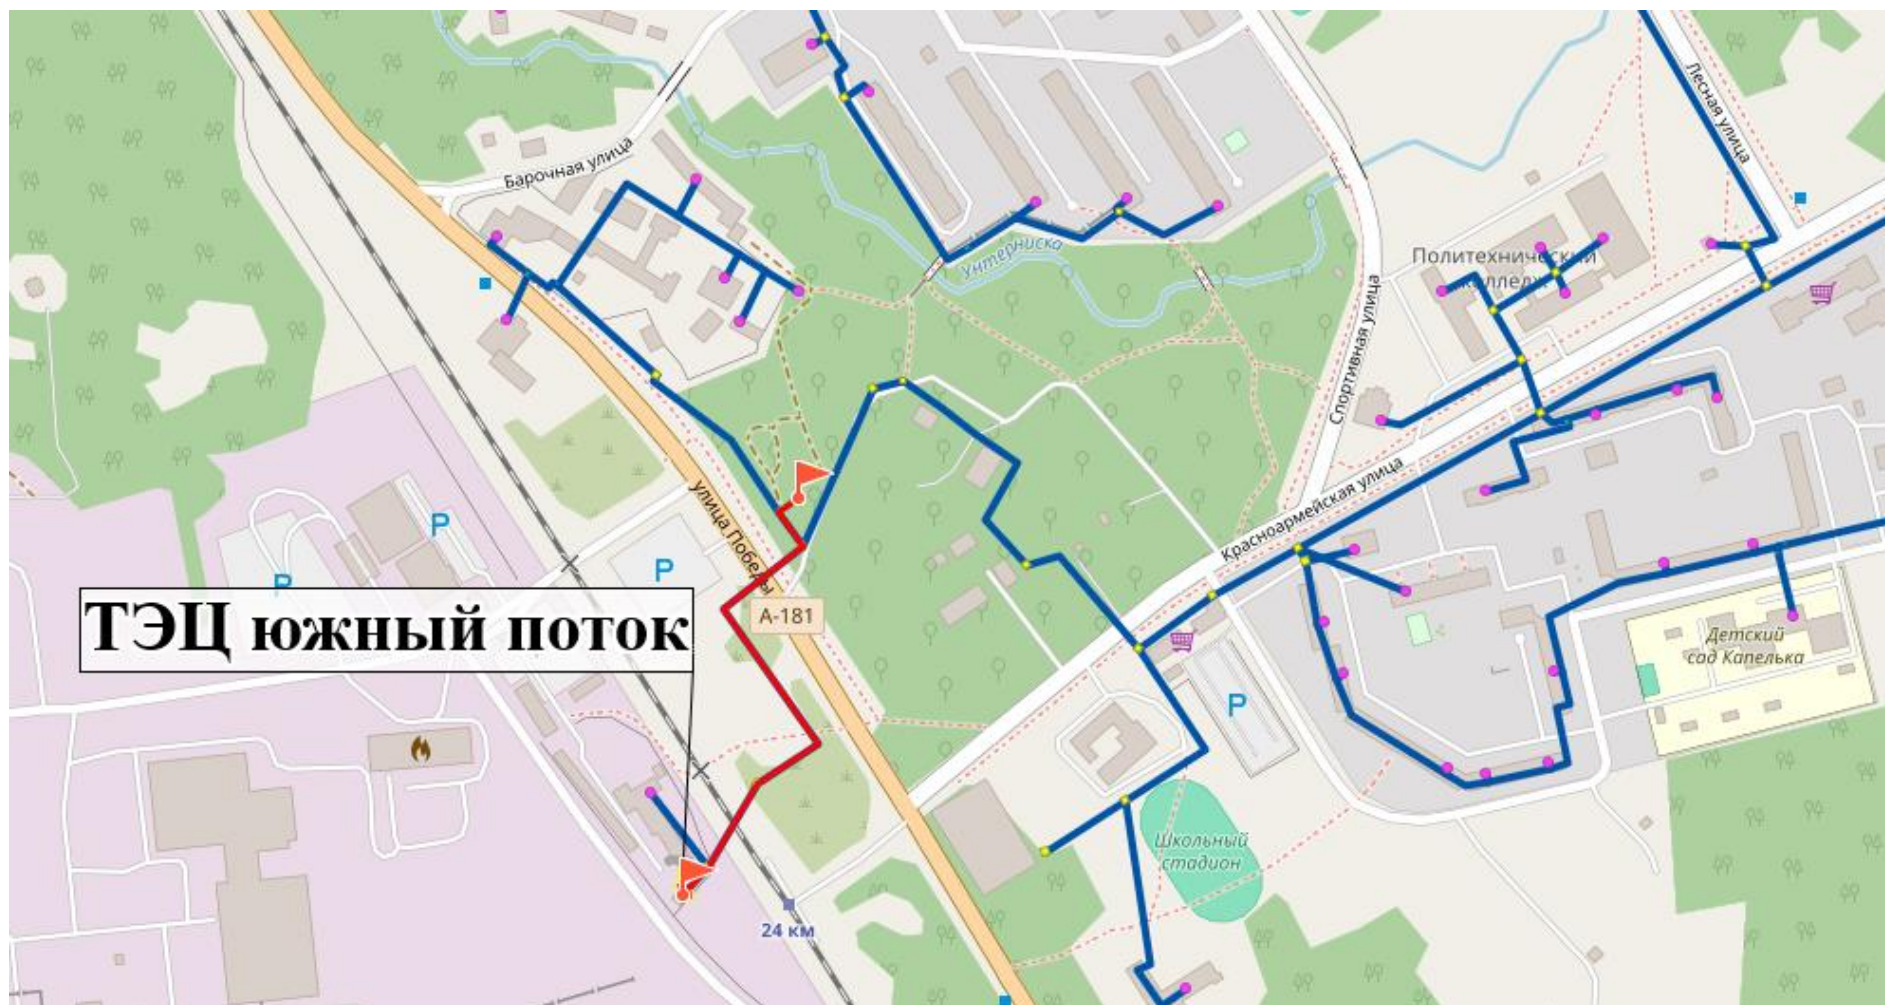 Лесная улица
Барочная улица
Унтерниска
Политехнический
колледж
Спортивная улица
Красноармейская улица
улица Победы
P
P
P
ТЭЦ южный поток
А-181
Детский
сад Капелька
P
Школьный
стадион
24 км